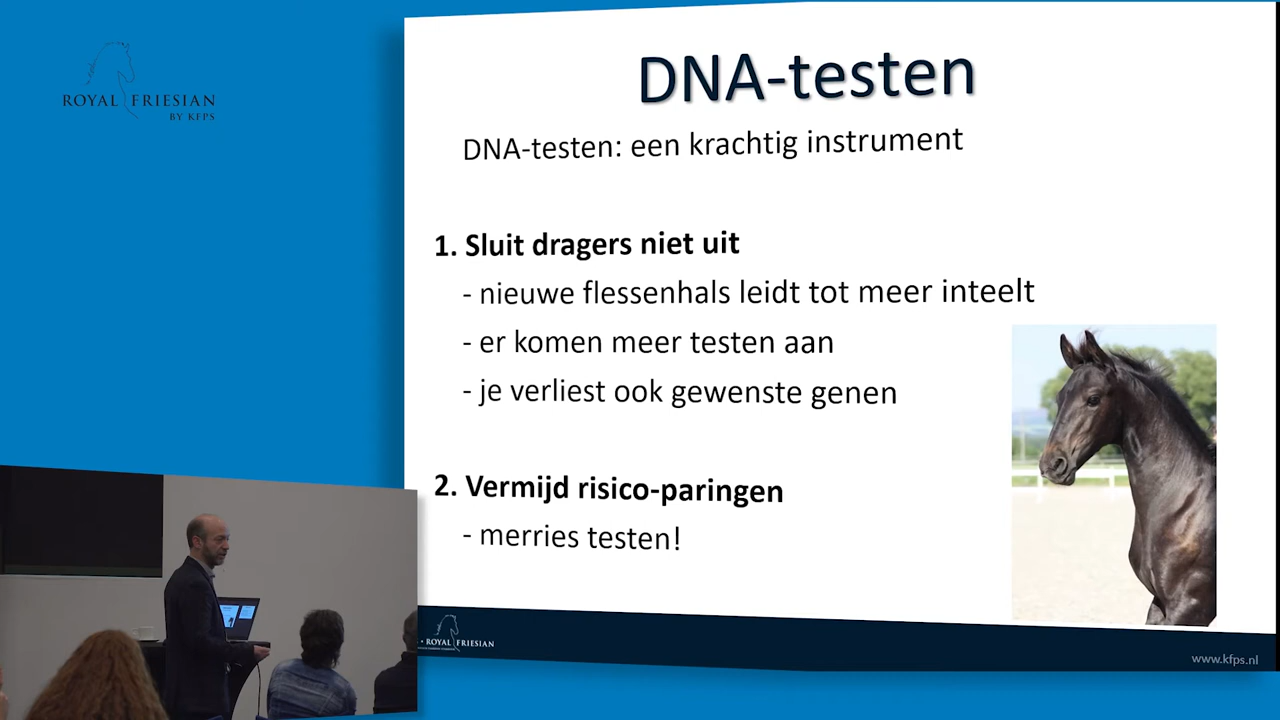 ROYAL FRIESIAN
BY KFPS
DNA-testen
DNA-testen: een krachtig instrument
1. Sluit dragers niet uit
- nieuwe flessenhals leidt tot meer inteelt
- er komen meer testen aan
- je verliest ook gewenste genen
2. Vermijd risico-paringen
- merries testen!
ROYAL FRIESIAN
www.kfps.nl